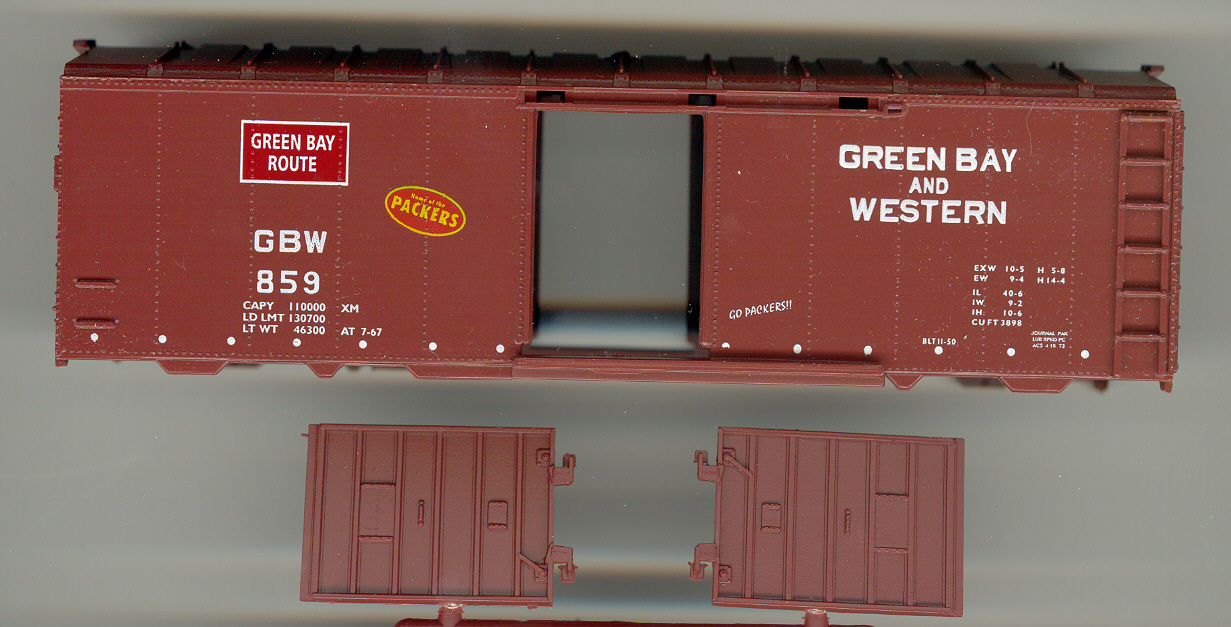 GREEN BAY
ROUTE
Home of the
PACKERS
GBW
859
CAPY 110000 XM
LD LMT 130700
LT WT 46300 AT 7-67
GREEN BAY
AND
WESTERN
GO PACKERS!!
EXW 10-5 H 5-8
EW 9-4 H 14-4
IL 40-6
IW 9-2
IH 10-6
CU FT 3898
BLT 11-50
JOURNAL PAK